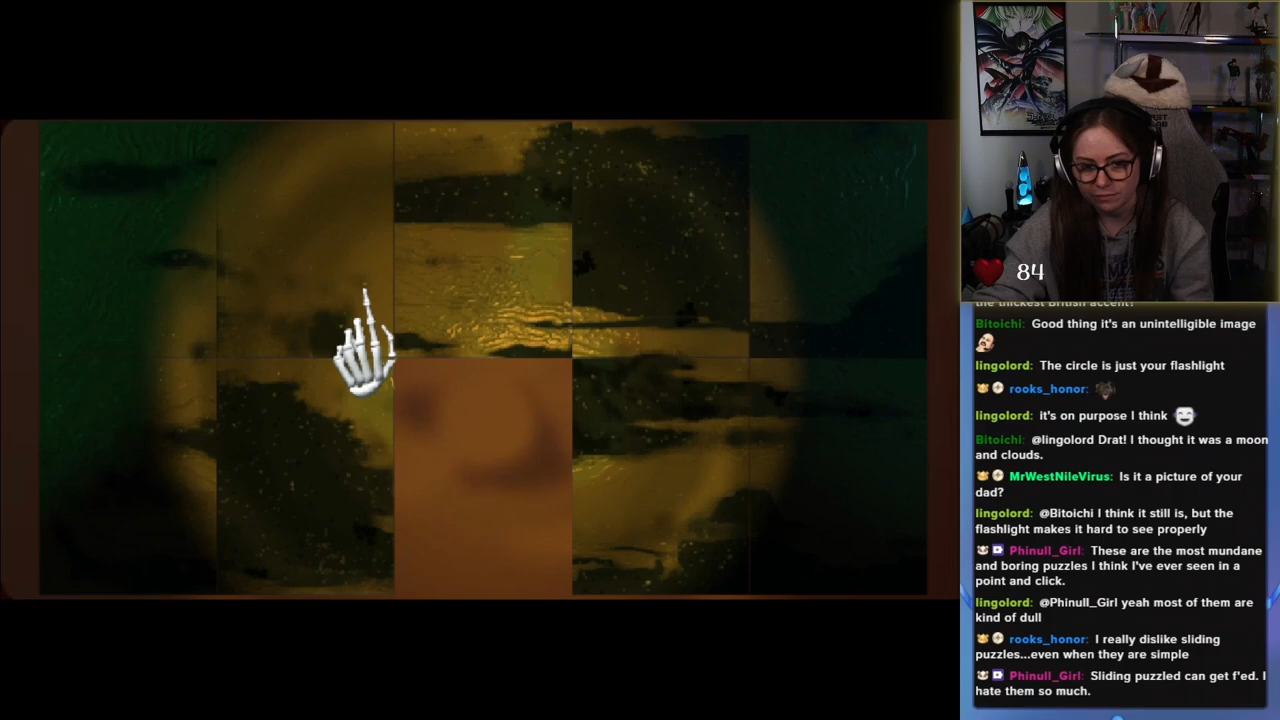 84
the thickest British accent?
Bitoichi: Good thing it's an unintelligible image
lingolord: The circle is just your flashlight
rooks_honor:
lingolord: it's on purpose I think
Bitoichi: @lingolord Drat! I thought it was a moon
and clouds.
MrWestNileVirus: Is it a picture of your
dad?
lingolord: @Bitoichi I think it still is, but the
flashlight makes it hard to see properly
Phinull_Girl: These are the most mundane
and boring puzzles I think I've ever seen in a
point and click.
lingolord: @Phinull_Girl yeah most of them are
kind of dull
rooks_honor: I really dislike sliding
puzzles...even when they are simple
Phinull_Girl: Sliding puzzled can get f'ed. I
hate them so much.